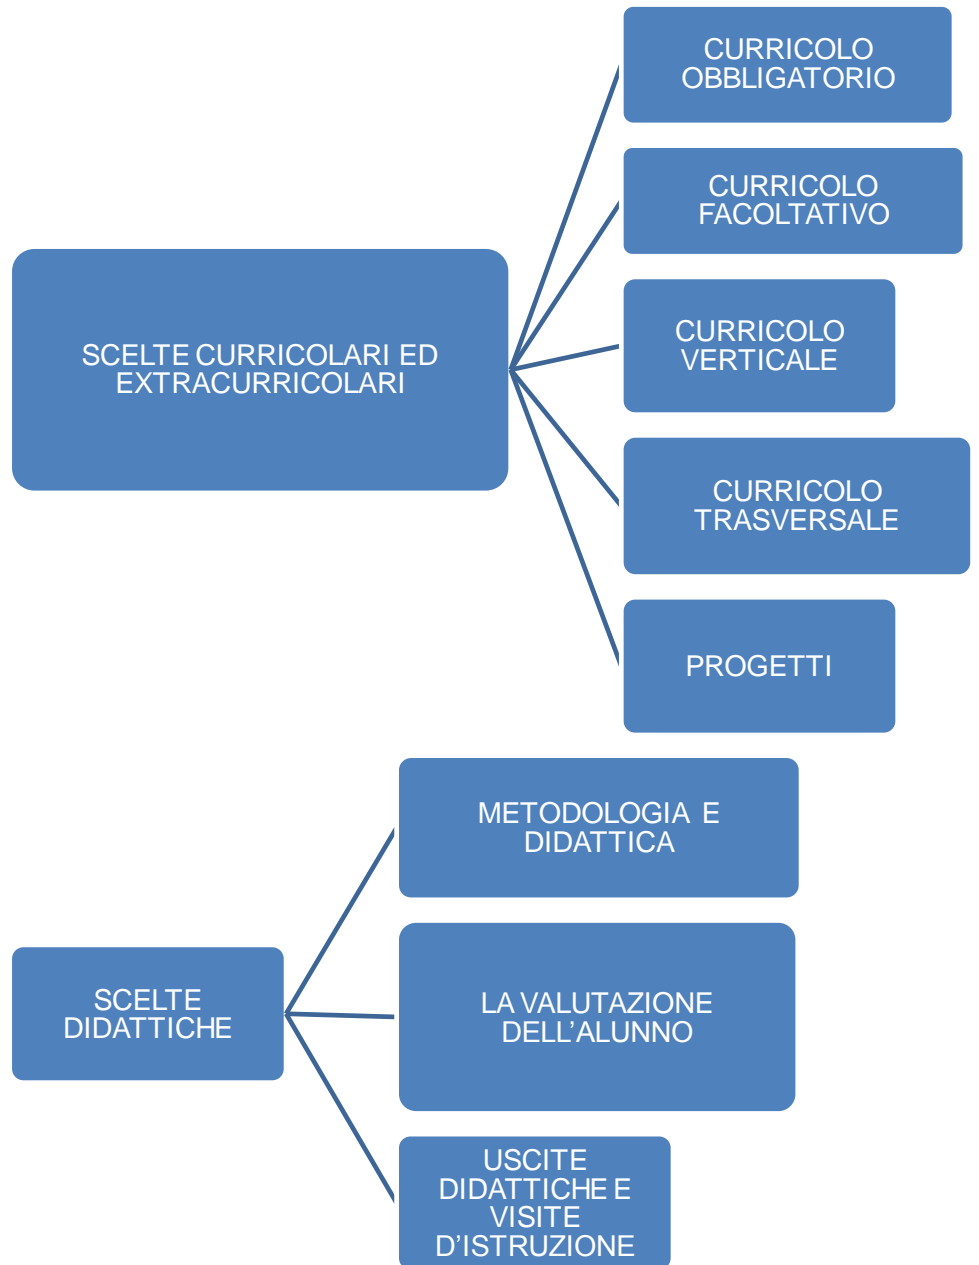 CURRICOLO
OBBLIGATORIO
CURRICOLO
FACOLTATIVO
SCELTE CURRICOLARI ED
EXTRACURRICOLARI
CURRICOLO
VERTICALE
CURRICOLO
TRASVERSALE
PROGETTI
METODOLOGIA E
DIDATTICA
SCELTE
DIDATTICHE
LA VALUTAZIONE
DELL'ALUNNO
USCITE
DIDATTICHE E
VISITE
D'ISTRUZIONE